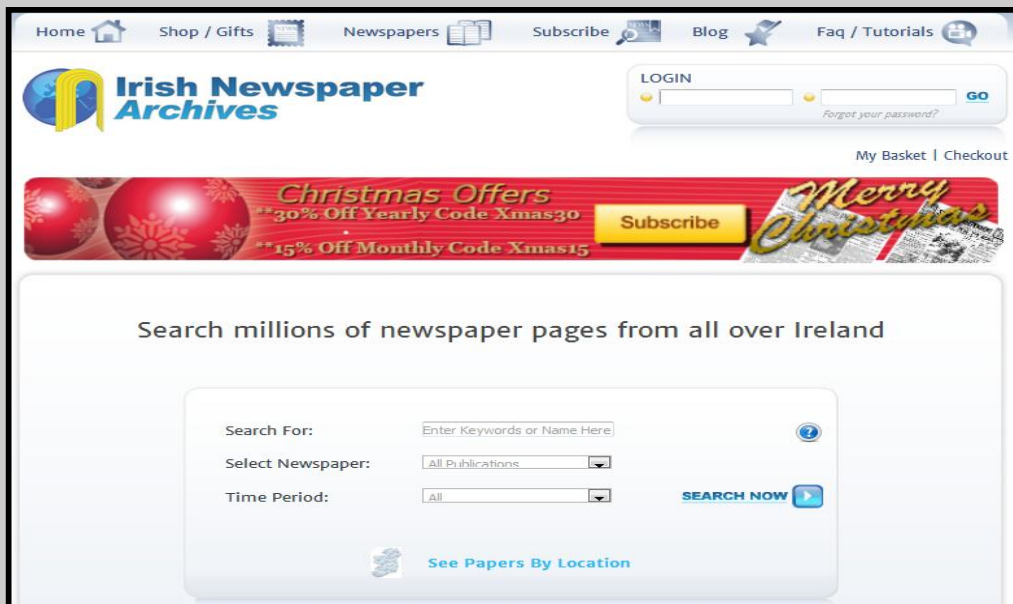 Home Shop / Gifts Newspapers Subscribe Blog Faq / Tutorials
Irish Newspaper
Archives
LOGIN
GO
Forgot your password?
My Basket | Checkout
Christmas Offers
**30% Off Yearly Code Xmas30
**15% Off Monthly Code Xmas15
Subscribe
Merry
Christmas
Search millions of newspaper pages from all over Ireland
Search For: Enter Keywords or Name Here ?
Select Newspaper: All Publications
Time Period: All SEARCH NOW
See Papers By Location